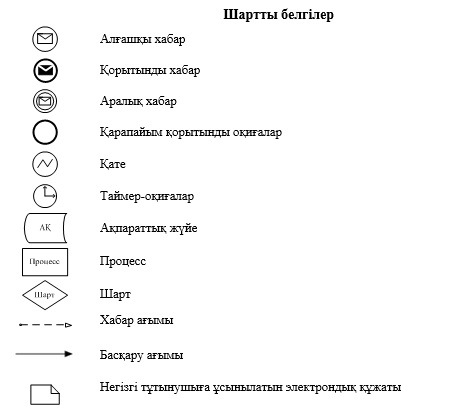 Шартты белгілер
Алғашқы хабар
Қорытынды хабар
Аралық хабар
Қарапайым қорытынды оқиғалар
Қате
Таймер-оқиғалар
АҚ
Ақпараттық жүйе
Процесс
Процесс
Шарт
Шарт
Хабар ағымы
Басқару ағымы
Негізгі тұтынушыға ұсынылатын электрондық құжаты